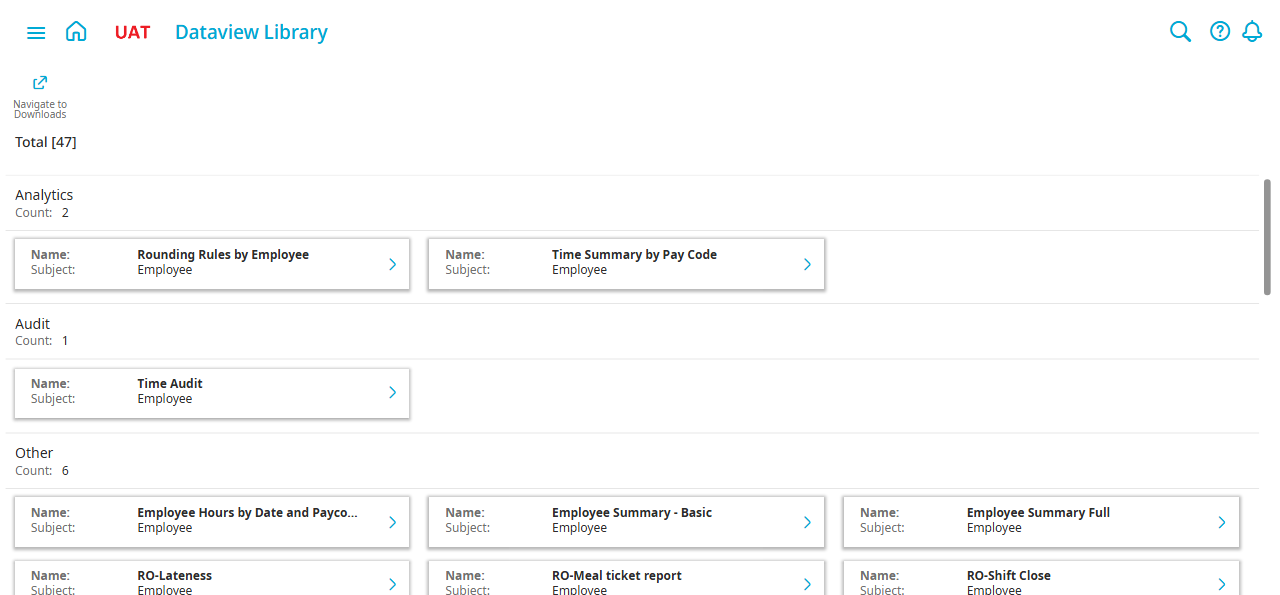 UAT Dataview Library
Navigate to
Downloads
Total [47]
Analytics
Count: 2
Name: Rounding Rules by Employee
Subject: Employee
Name: Time Summary by Pay Code
Subject: Employee
Audit
Count: 1
Name: Time Audit
Subject: Employee
Other
Count: 6
Name: Employee Hours by Date and Payco...
Subject: Employee
Name: Employee Summary - Basic
Subject: Employee
Name: Employee Summary Full
Subject: Employee
Name: RO-Lateness
Subject: Employee
Name: RO-Meal ticket report
Subject: Employee
Name: RO-Shift Close
Subject: Employee